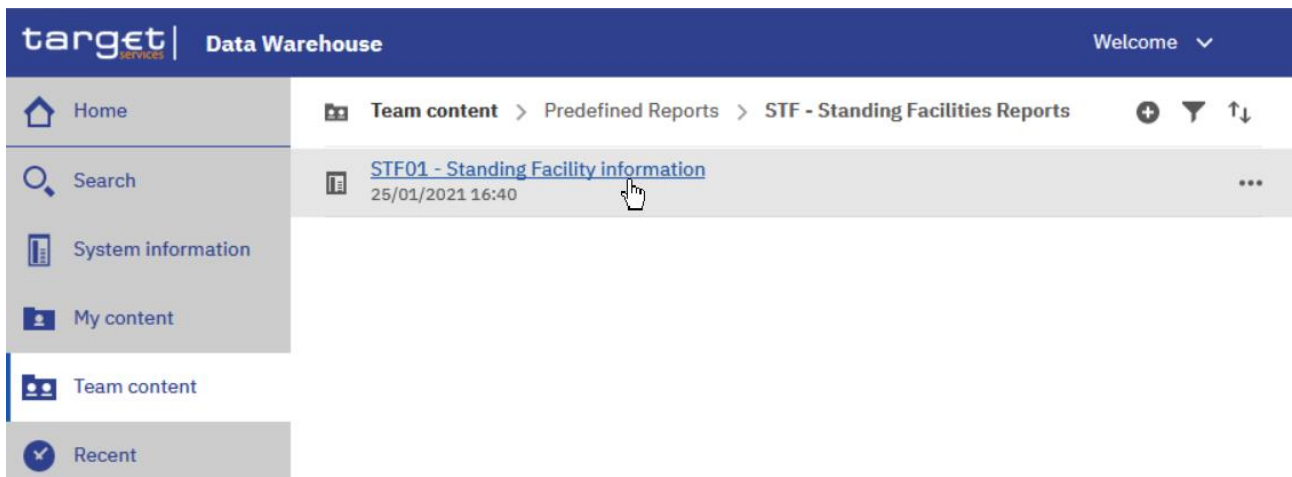 target services | Data Warehouse Welcome
Home
Team content > Predefined Reports > STF - Standing Facilities Reports
Search
STF01 - Standing Facility information
25/01/2021 16:40
System information
My content
Team content
Recent